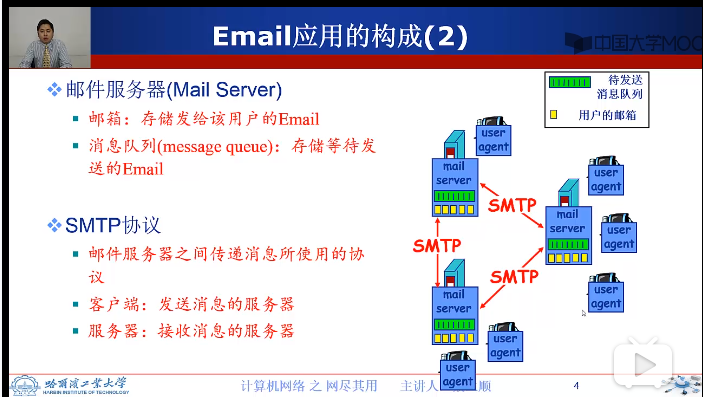 Email应用的构成(2)
中国大学MOOC
邮件服务器(Mail Server)
邮箱：存储发给该用户的Email
消息队列(message queue)：存储等待发
送的Email
SMTP协议
邮件服务器之间传递消息所使用的协
议
客户端：发送消息的服务器
服务器：接收消息的服务器
待发送
消息队列
用户的邮箱
user
agent
mail
server
user
agent
SMTP
mail
server
user
agent
SMTP
SMTP
mail
server
user
agent
user
agent
user
agent
哈尔滨工业大学
HARBIN INSTITUTE OF TECHNOLOGY
计算机网络 之 网尽其用
主讲人
顺
4